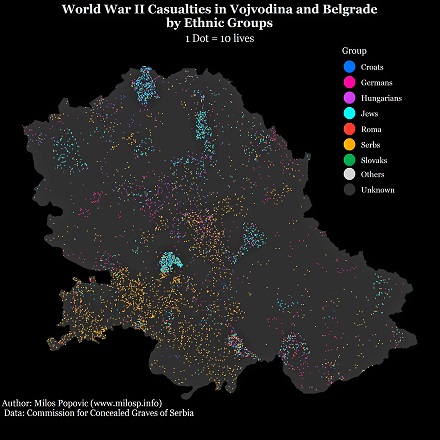 World War II Casualties in Vojvodina and Belgrade
by Ethnic Groups
1 Dot = 10 lives
Group
Croats
Germans
Hungarians
Jews
Roma
Serbs
Slovaks
Others
Unknown
Author: Milos Popovic (www.milosp.info)
Data: Commission for Concealed Graves of Serbia